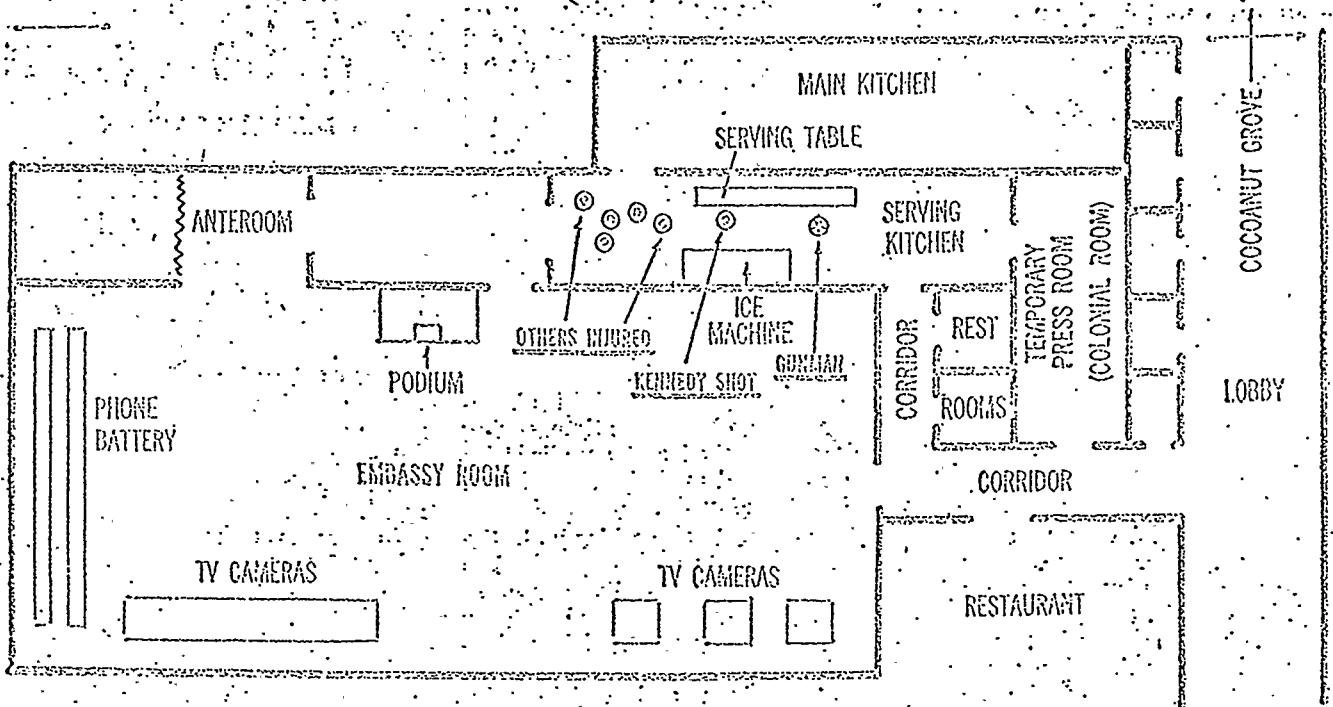 MAIN KITCHEN
SERVING TABLE
ANTEROOM
SERVING
KITCHEN
TEMPORARY
PRESS ROOM
(COLONIAL ROOM)
COCOANUT GROVE
OTHERS INJURED
ICE
MACHINE
KENNEDY SHOT
GUNMAN
PODIUM
CORRIDOR
REST
ROOMS
LOBBY
PHONE
BATTERY
EMBASSY ROOM
CORRIDOR
TV CAMERAS
TV CAMERAS
RESTAURANT